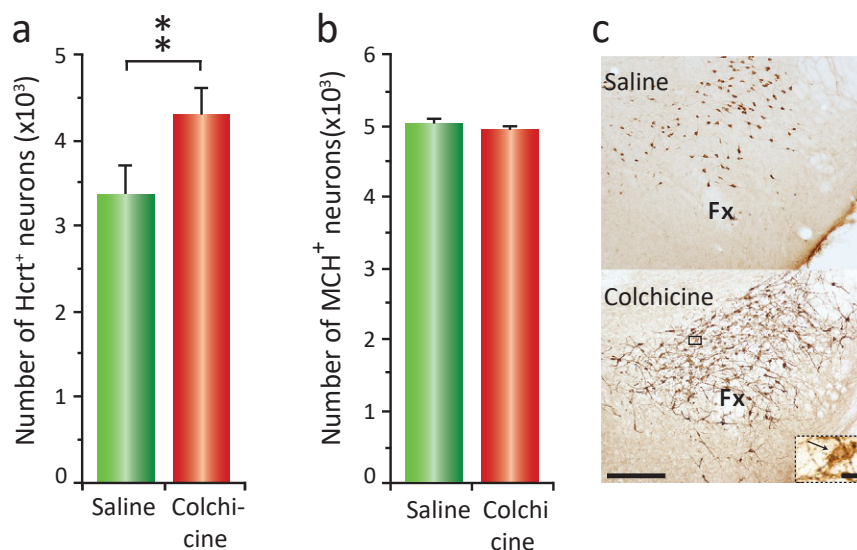 a
**
Number of Hcrt⁺ neurons (x10³)
5
4
3
2
1
0
Saline
Colchi-
cine
b
Number of MCH⁺ neurons(x10³)
6
5
4
3
2
1
0
Saline
Colchi
cine
c
Saline
Fx
Colchicine
Fx